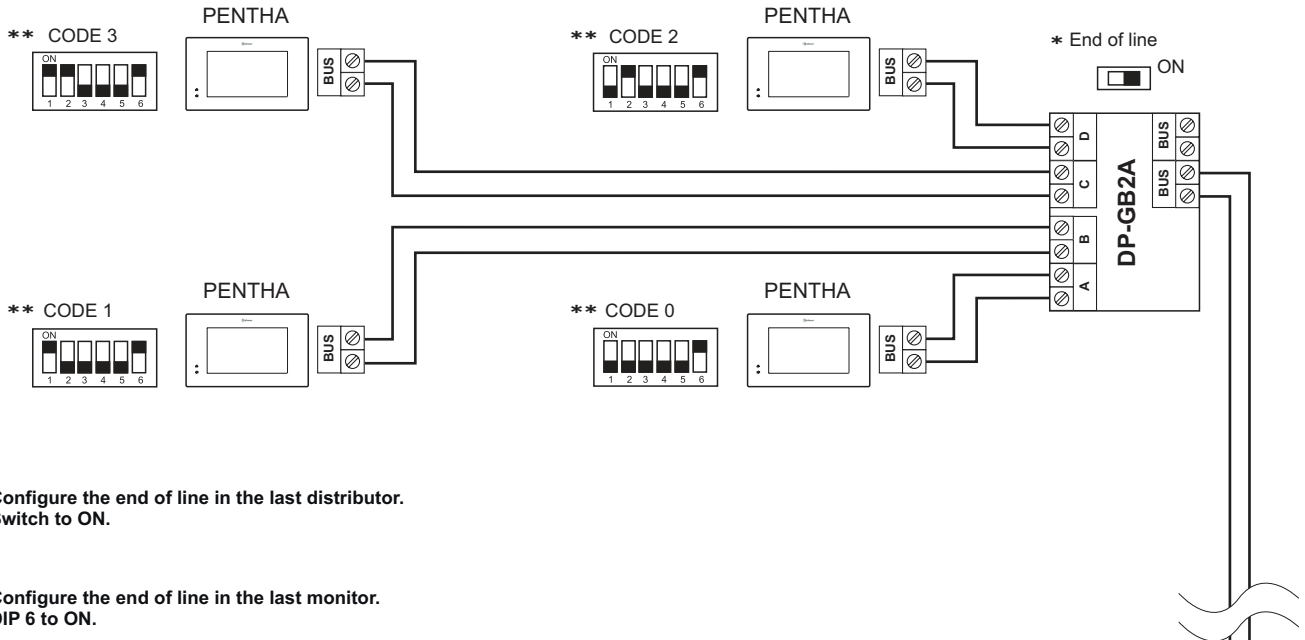 PENTHA
** CODE 3
ON
1 2 3 4 5 6
BUS
PENTHA
** CODE 2
ON
1 2 3 4 5 6
BUS
* End of line
ON
D
C
B
A
DP-GB2A
BUS
BUS
PENTHA
** CODE 1
ON
1 2 3 4 5 6
BUS
PENTHA
** CODE 0
ON
1 2 3 4 5 6
BUS
onfigure the end of line in the last distributor.
witch to ON.
onfigure the end of line in the last monitor.
IP 6 to ON.